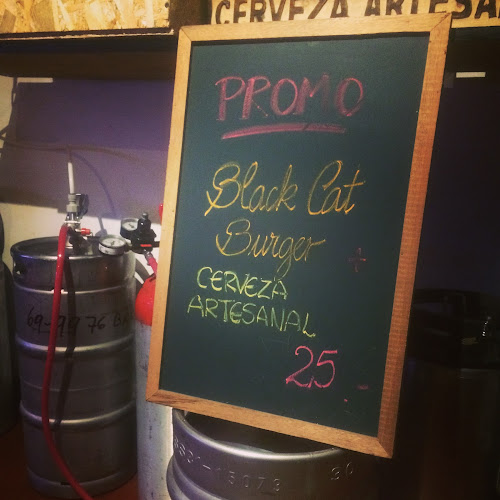 CERVEZA ARTESA
PROMO
Black Cat
Burger +
CERVEZA
ARTESANAL
25.-